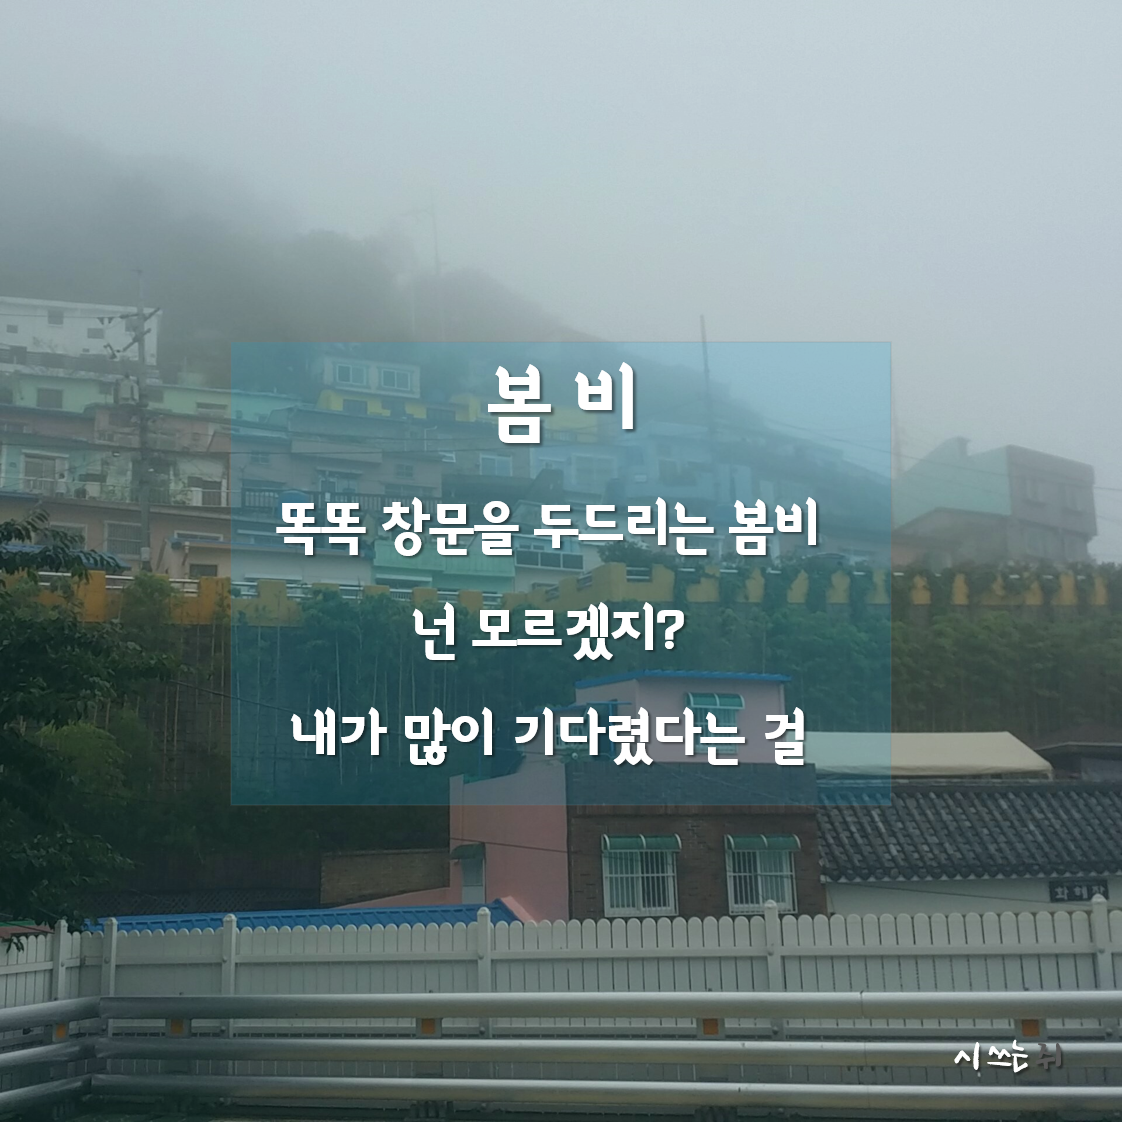 봄 비
똑똑 창문을 두드리는 봄비
넌 모르겠지?
내가 많이 기다렸다는 걸
시 쓰는 쥐